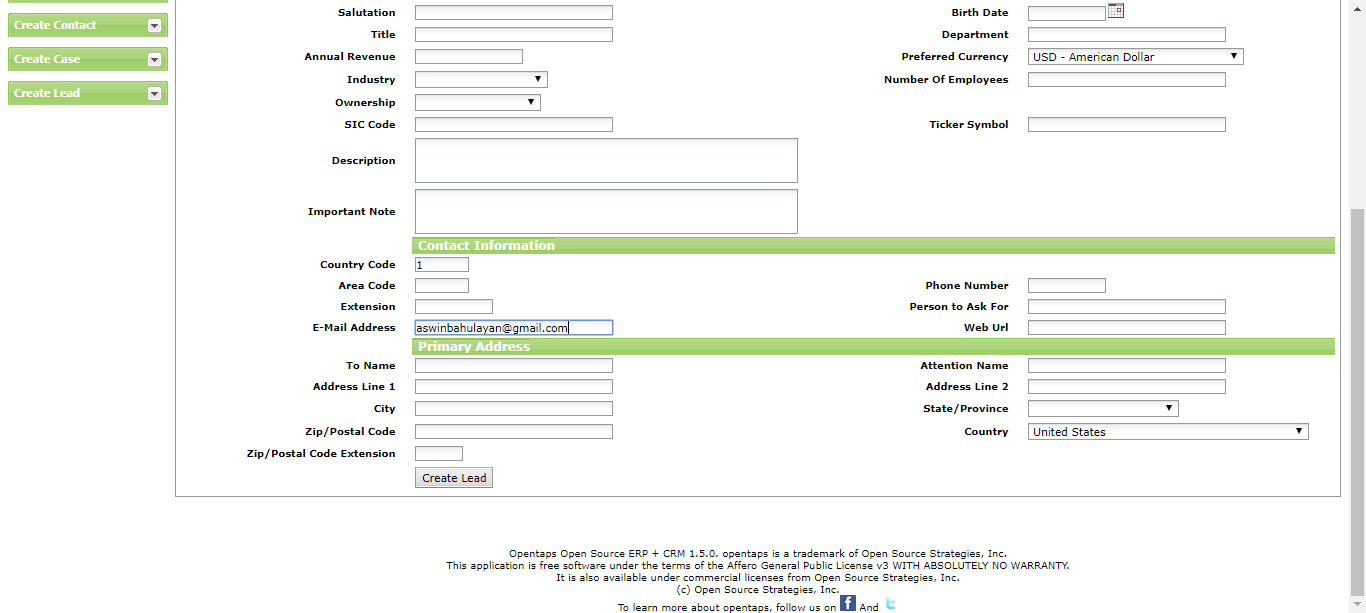 Create Contact
Create Case
Create Lead
Salutation Birth Date
Title Department
Annual Revenue Preferred Currency USD - American Dollar
Industry Number Of Employees
Ownership
SIC Code Ticker Symbol
Description
Important Note
Contact Information
Country Code 1
Area Code Phone Number
Extension Person to Ask For
E-Mail Address aswinbahulayan@gmail.com Web Url
Primary Address
To Name Attention Name
Address Line 1 Address Line 2
City State/Province
Zip/Postal Code Country United States
Zip/Postal Code Extension
Create Lead
Opentaps Open Source ERP + CRM 1.5.0. opentaps is a trademark of Open Source Strategies, Inc.
This application is free software under the terms of the Affero General Public License v3 WITH ABSOLUTELY NO WARRANTY.
It is also available under commercial licenses from Open Source Strategies, Inc.
(c) Open Source Strategies, Inc.
To learn more about opentaps, follow us on f And t